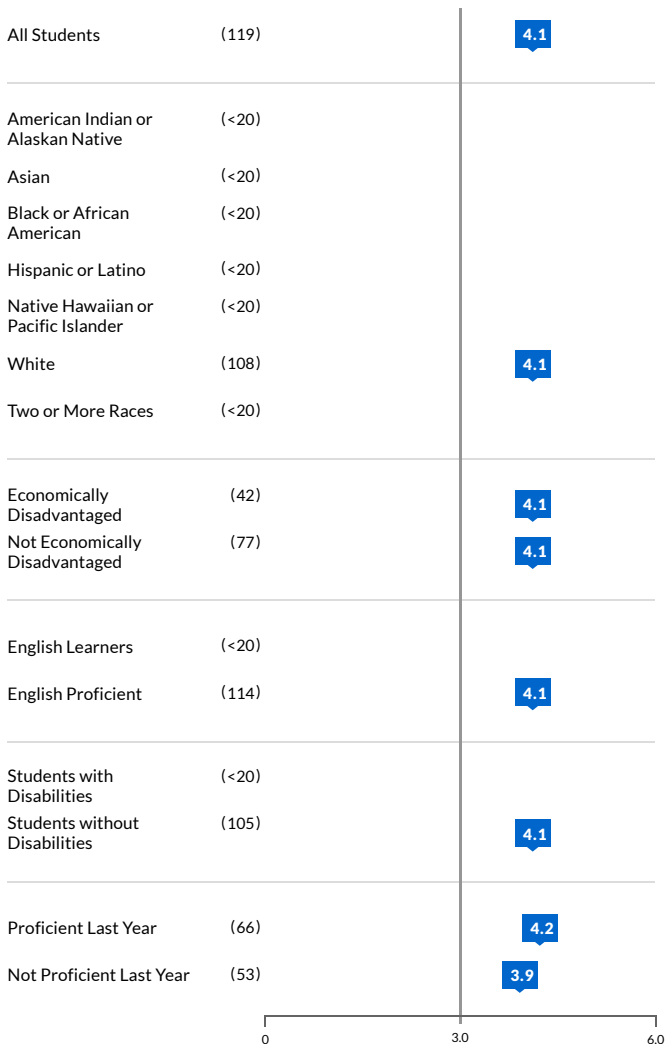 All Students (119) 4.1
American Indian or (<20)
Alaskan Native
Asian (<20)
Black or African (<20)
American
Hispanic or Latino (<20)
Native Hawaiian or (<20)
Pacific Islander
White (108) 4.1
Two or More Races (<20)
Economically (42) 4.1
Disadvantaged
Not Economically (77) 4.1
Disadvantaged
English Learners (<20)
English Proficient (114) 4.1
Students with (<20)
Disabilities
Students without (105) 4.1
Disabilities
Proficient Last Year (66) 4.2
Not Proficient Last Year (53) 3.9
0 3.0 6.0